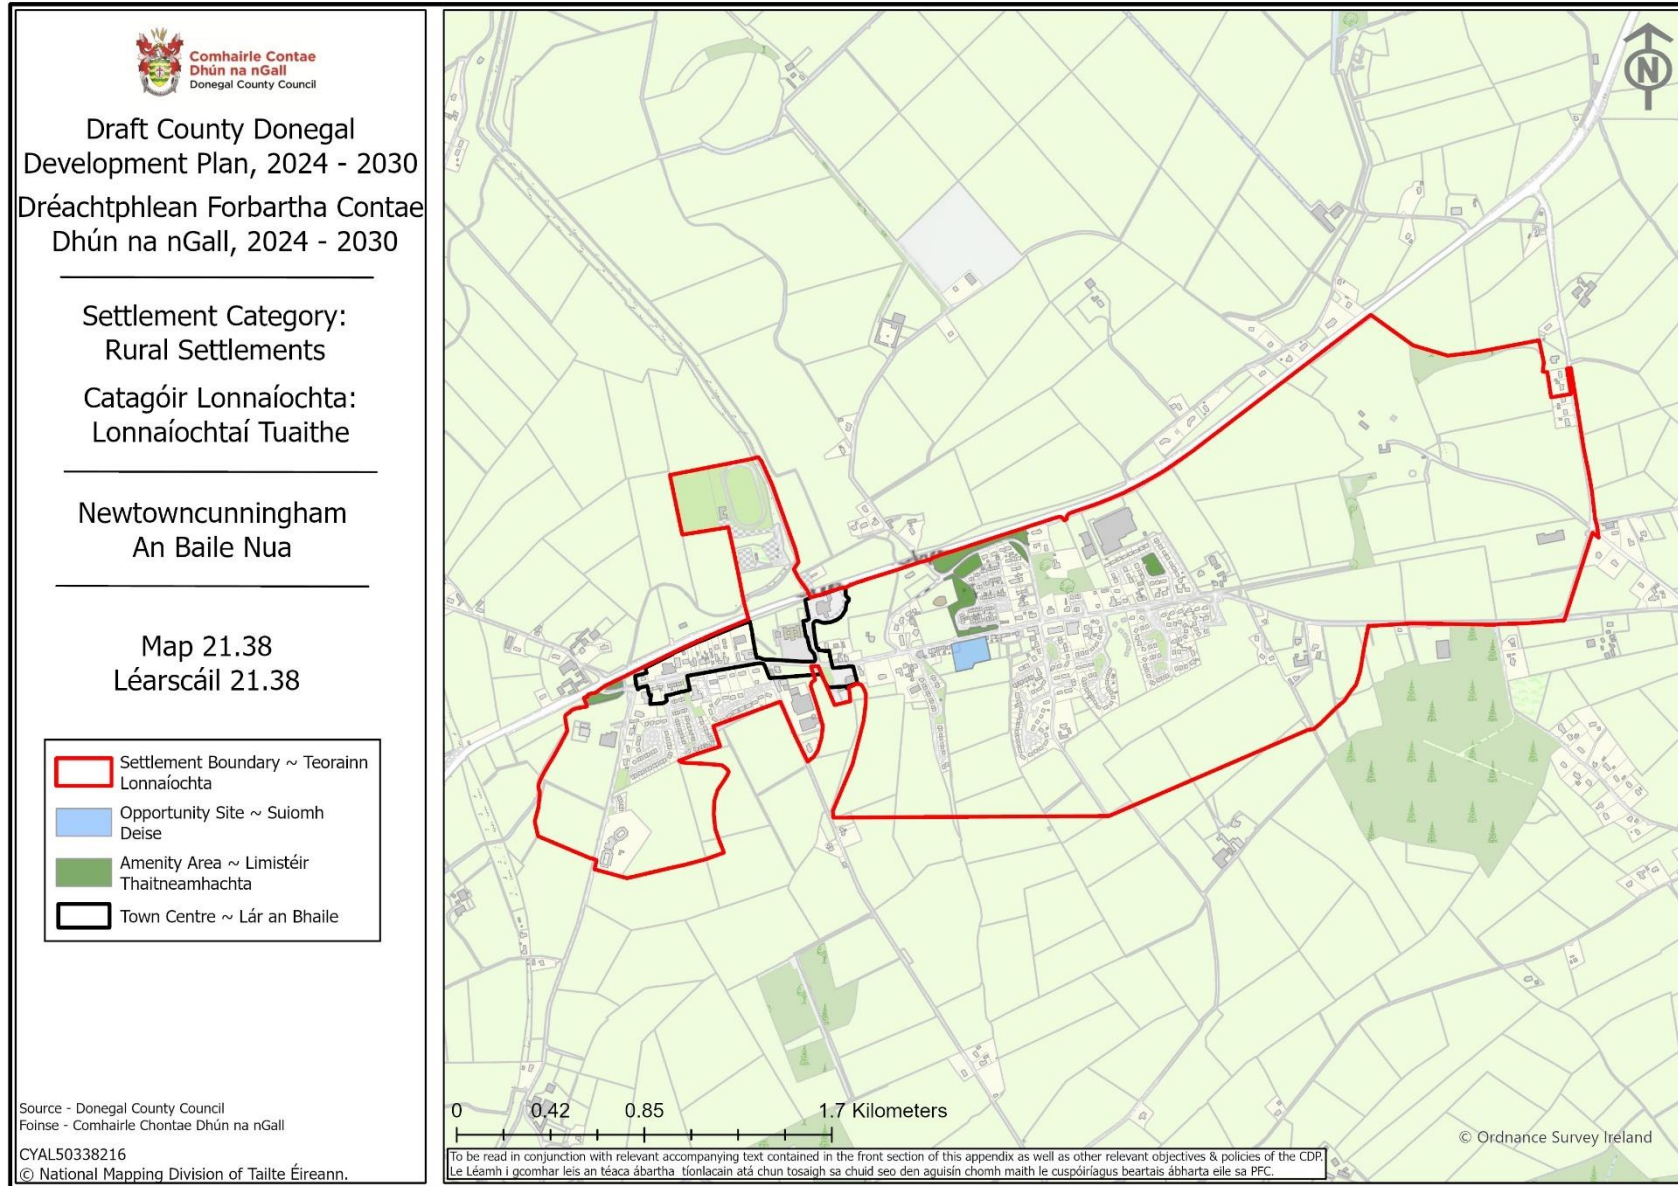 Comhairle Contae
Dhún na nGall
Donegal County Council
Draft County Donegal
Development Plan, 2024 - 2030
Dréachtphlean Forbartha Contae
Dhún na nGall, 2024 - 2030
Settlement Category:
Rural Settlements
Catagóir Lonnaíochta:
Lonnaíochtaí Tuaithe
Newtowncunningham
An Baile Nua
Map 21.38
Léarscáil 21.38
Settlement Boundary ~ Teorainn
Lonnaíochta
Opportunity Site ~ Suiomh
Deise
Amenity Area ~ Limistéir
Thaitneamhachta
Town Centre ~ Lár an Bhaile
Source - Donegal County Council
Foinse - Comhairle Chontae Dhún na nGall
CYAL50338216
© National Mapping Division of Tailte Éireann.
N
0 0.42 0.85 1.7 Kilometers
© Ordnance Survey Ireland
To be read in conjunction with relevant accompanying text contained in the front section of this appendix as well as other relevant objectives & policies of the CDP.
Le Léamh i gcomhar leis an téaca ábartha tíonlacain atá chun tosaigh sa chuid seo den aguisín chomh maith le cuspóiríagus beartais ábharta eile sa PFC.